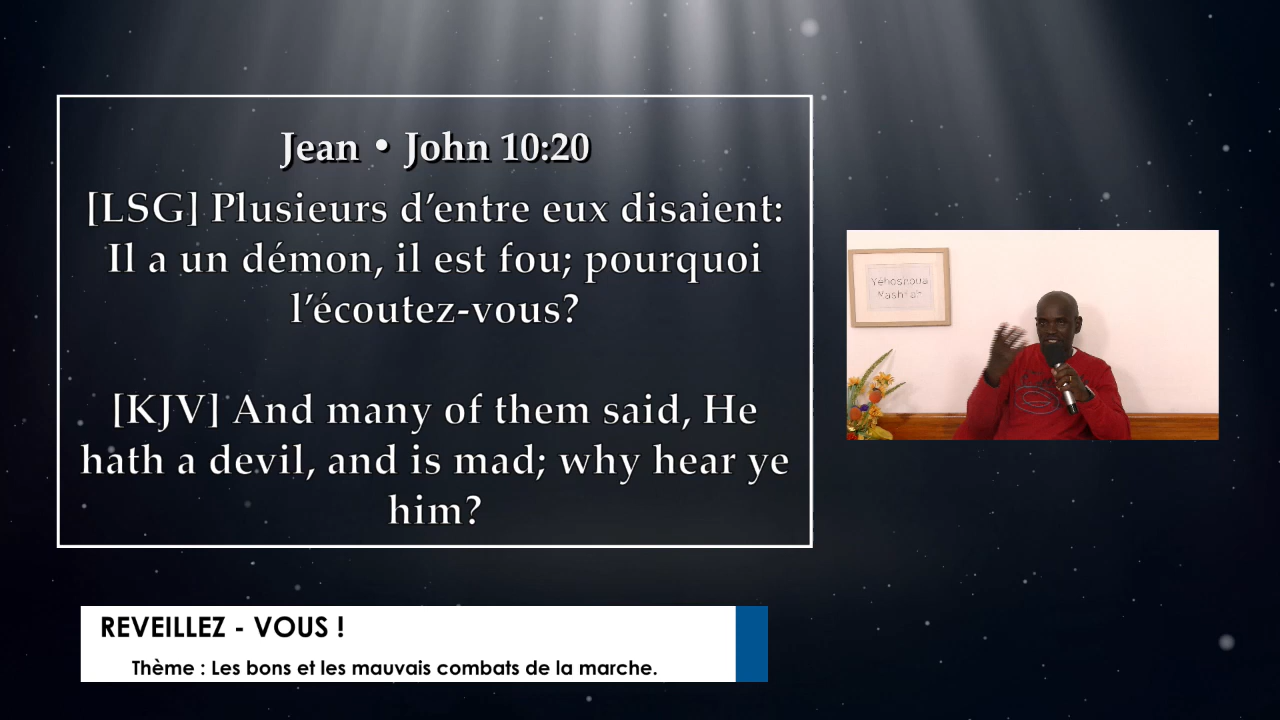 Jean • John 10:20
[LSG] Plusieurs d’entre eux disaient:
Il a un démon, il est fou; pourquoi
l’écoutez-vous?
[KJV] And many of them said, He
hath a devil, and is mad; why hear ye
him?
Yéhoshoua
Mashiah
REVEILLEZ - VOUS !
Thème : Les bons et les mauvais combats de la marche.